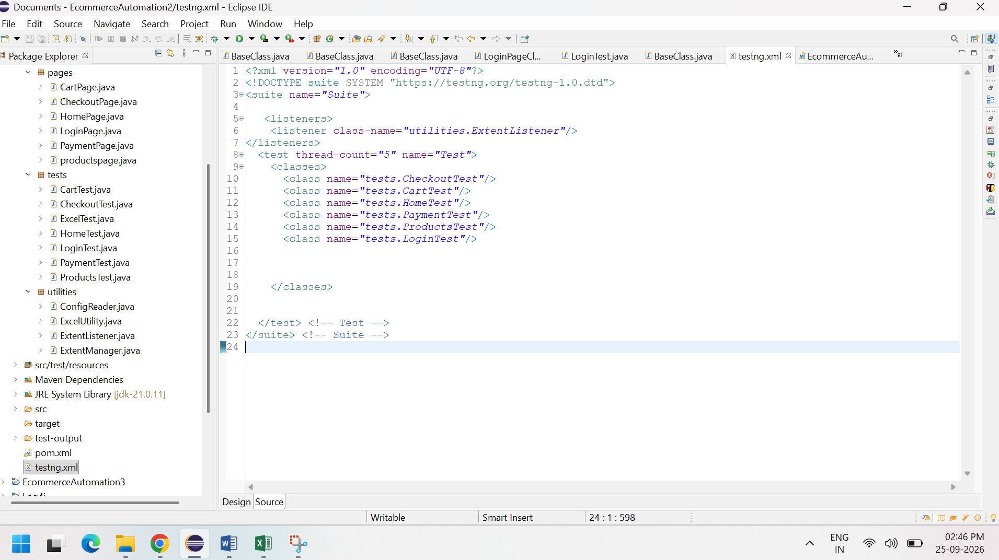 Documents - EcommerceAutomation2/testng.xml - Eclipse IDE
File Edit Source Navigate Search Project Run Window Help
Package Explorer
BaseClass.java BaseClass.java BaseClass.java LoginPageCl... LoginTest.java BaseClass.java testng.xml EcommerceAu... »91
pages
CartPage.java
CheckoutPage.java
HomePage.java
LoginPage.java
PaymentPage.java
productspage.java
tests
CartTest.java
CheckoutTest.java
ExcelTest.java
HomeTest.java
LoginTest.java
PaymentTest.java
ProductsTest.java
utilities
ConfigReader.java
ExcelUtility.java
ExtentListener.java
ExtentManager.java
src/test/resources
Maven Dependencies
JRE System Library [jdk-21.0.11]
src
target
test-output
pom.xml
testng.xml
EcommerceAutomation3
1 <?xml version="1.0" encoding="UTF-8"?>
2 <!DOCTYPE suite SYSTEM "https://testng.org/testng-1.0.dtd">
3 <suite name="Suite">
4
5 <listeners>
6 <listener class-name="utilities.ExtentListener"/>
7 </listeners>
8 <test thread-count="5" name="Test">
9 <classes>
10 <class name="tests.CheckoutTest"/>
11 <class name="tests.CartTest"/>
12 <class name="tests.HomeTest"/>
13 <class name="tests.PaymentTest"/>
14 <class name="tests.ProductsTest"/>
15 <class name="tests.LoginTest"/>
16
17
18
19 </classes>
20
21
22 </test> <!-- Test -->
23 </suite> <!-- Suite -->
24
Design Source
Writable Smart Insert 24 : 1 : 598
ENG
IN
02:46 PM
25-09-2026